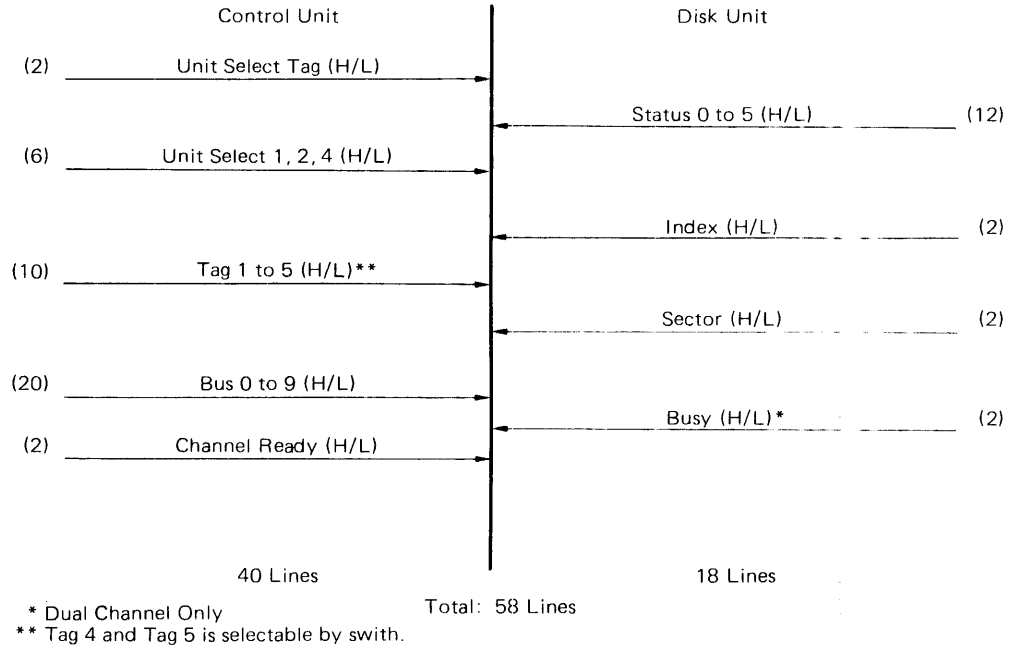 Control Unit
Disk Unit
(2) Unit Select Tag (H/L)
Status 0 to 5 (H/L) (12)
(6) Unit Select 1, 2, 4 (H/L)
Index (H/L) (2)
(10) Tag 1 to 5 (H/L)**
Sector (H/L) (2)
(20) Bus 0 to 9 (H/L)
Busy (H/L)* (2)
(2) Channel Ready (H/L)
40 Lines
18 Lines
* Dual Channel Only
Total: 58 Lines
** Tag 4 and Tag 5 is selectable by swith.